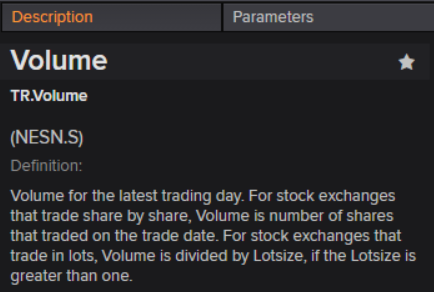 Description
Parameters
Volume
TR.Volume
(NESN.S)
Definition:
Volume for the latest trading day. For stock exchanges
that trade share by share, Volume is number of shares
that traded on the trade date. For stock exchanges that
trade in lots, Volume is divided by Lotsize, if the Lotsize is
greater than one.